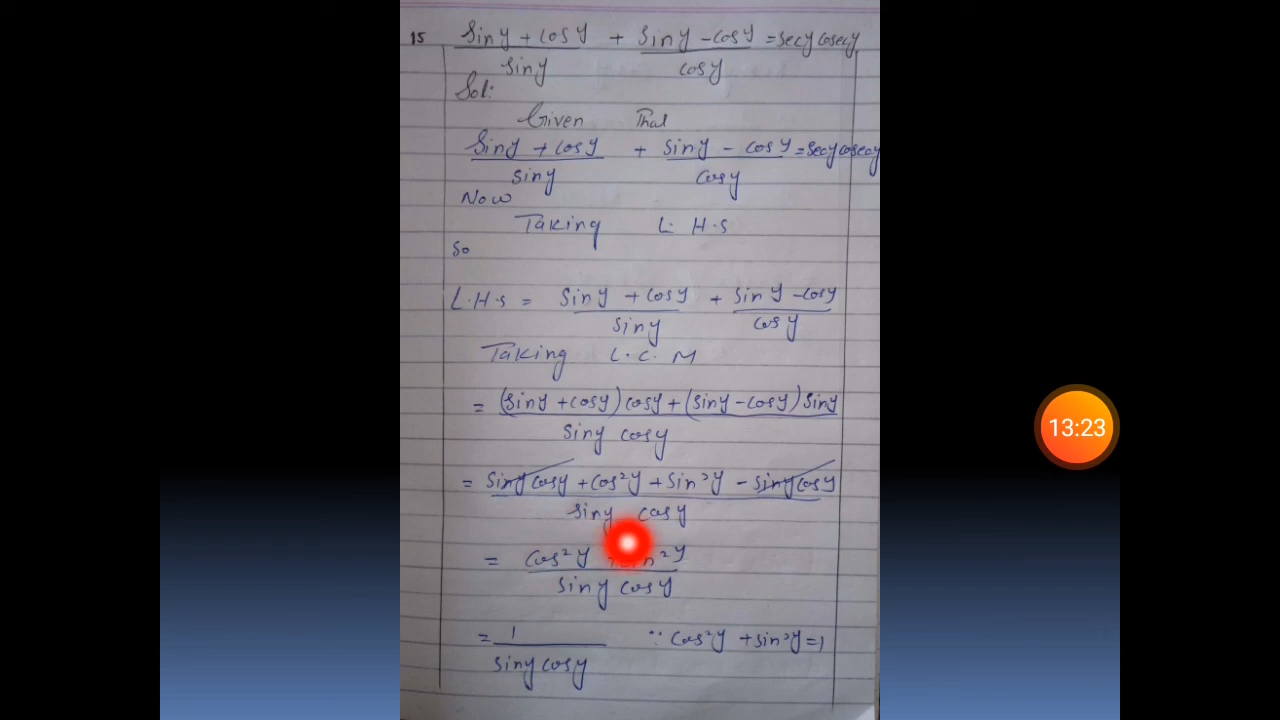 15 siny + cosy / siny + siny - cosy / cosy = secy cosecy
Sol:
Given That
siny + cosy / siny + siny - cosy / cosy = secy cosecy
Now
Taking L.H.S
So
L.H.S = siny + cosy / siny + siny - cosy / cosy
Taking L.C.M
= (siny + cosy) cosy + (siny - cosy) siny / siny cosy
= siny cosy + cos²y + sin²y - siny cosy / siny cosy
= cos²y + sin²y / siny cosy
= 1 / siny cosy ∵ cos²y + sin²y = 1
13:23